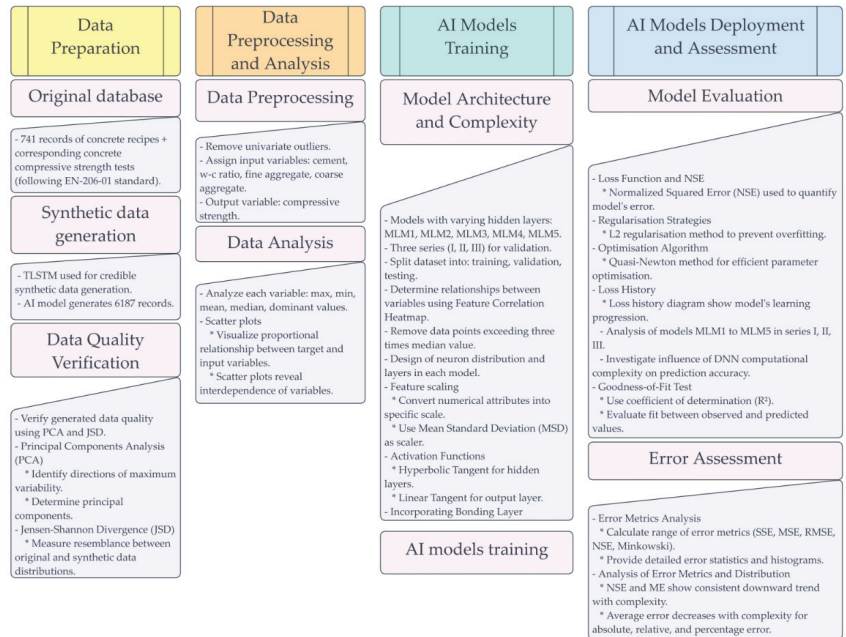 Data
Preparation
Original database
- 741 records of concrete recipes +
corresponding concrete
compressive strength tests
(following EN-206-01 standard).
Synthetic data
generation
- TLSTM used for credible
synthetic data generation.
- AI model generates 6187 records.
Data Quality
Verification
- Verify generated data quality
using PCA and JSD.
- Principal Components Analysis
(PCA)
* Identify directions of maximum
variability.
* Determine principal
components.
- Jensen-Shannon Divergence (JSD)
* Measure resemblance between
original and synthetic data
distributions.
Data
Preprocessing
and Analysis
Data Preprocessing
- Remove univariate outliers.
- Assign input variables: cement,
w-c ratio, fine aggregate, coarse
aggregate.
- Output variable: compressive
strength.
Data Analysis
- Analyze each variable: max, min,
mean, median, dominant values.
- Scatter plots
* Visualize proportional
relationship between target and
input variables.
* Scatter plots reveal
interdependence of variables.
AI Models
Training
Model Architecture
and Complexity
- Models with varying hidden layers:
MLM1, MLM2, MLM3, MLM4, MLM5.
- Three series (I, II, III) for validation.
- Split dataset into: training, validation,
testing.
- Determine relationships between
variables using Feature Correlation
Heatmap.
- Remove data points exceeding three
times median value.
- Design of neuron distribution and
layers in each model.
- Feature scaling
* Convert numerical attributes into
specific scale.
* Use Mean Standard Deviation (MSD)
as scaler.
- Activation Functions
* Hyperbolic Tangent for hidden
layers.
* Linear Tangent for output layer.
- Incorporating Bonding Layer
AI models training
AI Models Deployment
and Assessment
Model Evaluation
- Loss Function and NSE
* Normalized Squared Error (NSE) used to quantify
model's error.
- Regularisation Strategies
* L2 regularisation method to prevent overfitting.
- Optimisation Algorithm
* Quasi-Newton method for efficient parameter
optimisation.
- Loss History
* Loss history diagram show model's learning
progression.
- Analysis of models MLM1 to MLM5 in series I, II,
III.
- Investigate influence of DNN computational
complexity on prediction accuracy.
- Goodness-of-Fit Test
* Use coefficient of determination (R²).
* Evaluate fit between observed and predicted
values.
Error Assessment
- Error Metrics Analysis
* Calculate range of error metrics (SSE, MSE, RMSE,
NSE, Minkowski).
* Provide detailed error statistics and histograms.
- Analysis of Error Metrics and Distribution
* NSE and ME show consistent downward trend
with complexity.
* Average error decreases with complexity for
absolute, relative, and percentage error.